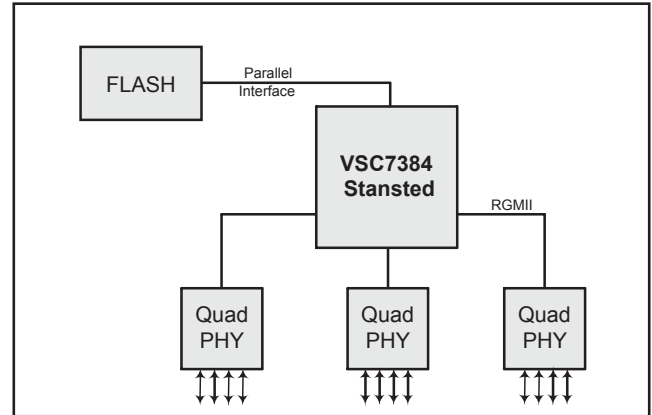 FLASH
Parallel
Interface
VSC7384
Stansted
RGMII
Quad
PHY
Quad
PHY
Quad
PHY